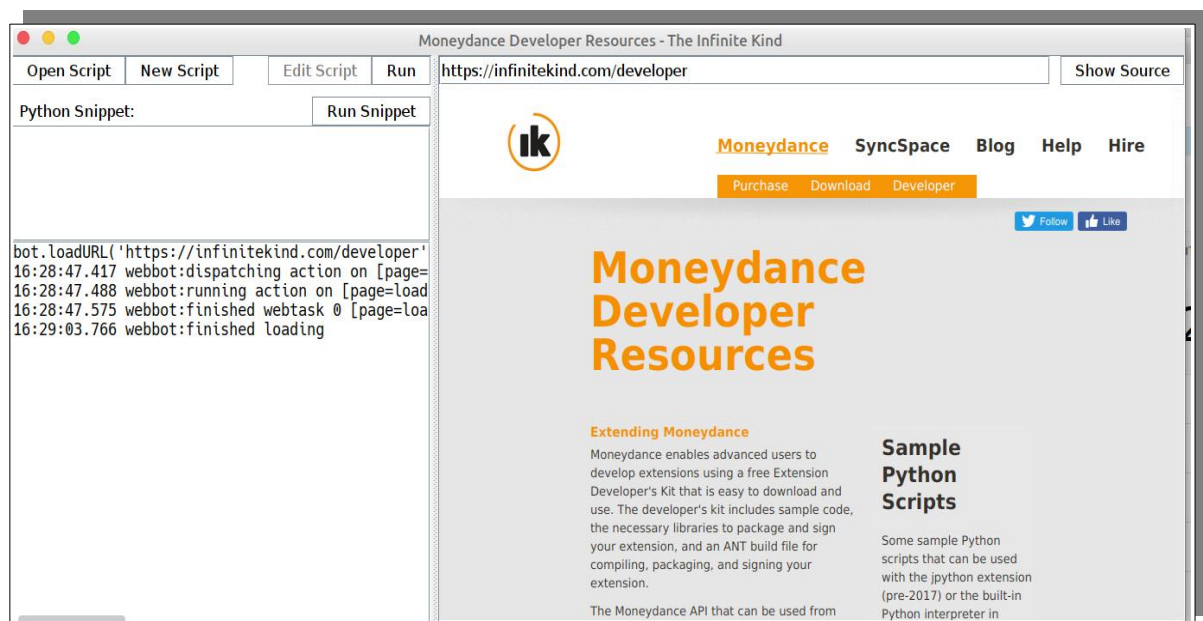 Moneydance Developer Resources - The Infinite Kind
Open Script New Script Edit Script Run
https://infinitekind.com/developer
Show Source
Python Snippet:
Run Snippet
bot.loadURL('https://infinitekind.com/developer'
16:28:47.417 webbot:dispatching action on [page=
16:28:47.488 webbot:running action on [page=load
16:28:47.575 webbot:finished webtask 0 [page=loa
16:29:03.766 webbot:finished loading
ik
Moneydance SyncSpace Blog Help Hire
Purchase Download Developer
Follow Like
Moneydance
Developer
Resources
Extending Moneydance
Moneydance enables advanced users to
develop extensions using a free Extension
Developer's Kit that is easy to download and
use. The developer's kit includes sample code,
the necessary libraries to package and sign
your extension, and an ANT build file for
compiling, packaging, and signing your
extension.
The Moneydance API that can be used from
Sample
Python
Scripts
Some sample Python
scripts that can be used
with the jpython extension
(pre-2017) or the built-in
Python interpreter in